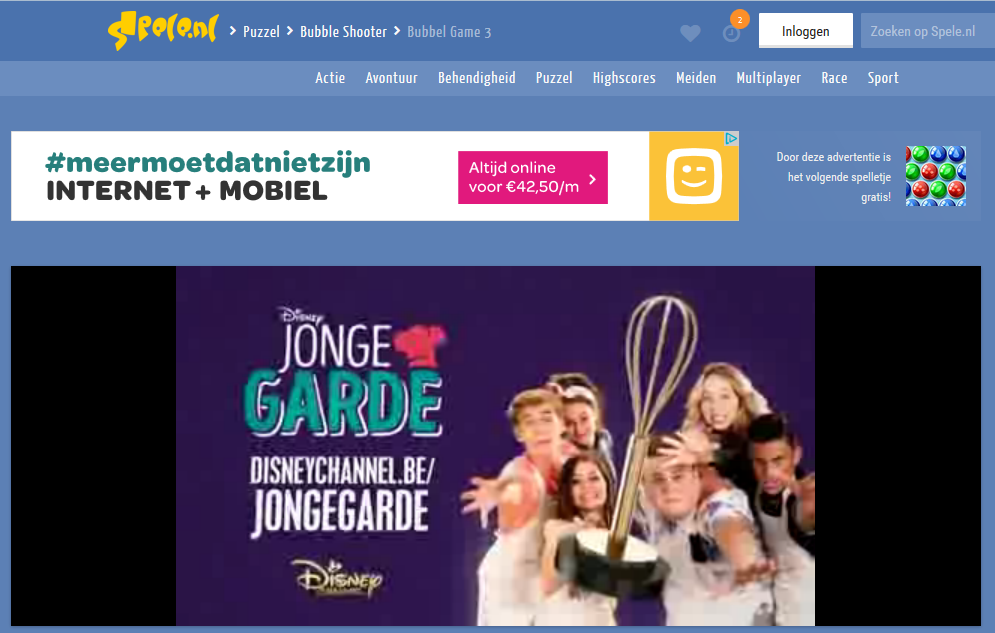 spele.nl
Puzzel
Bubble Shooter
Bubbel Game 3
2
Inloggen
Zoeken op Spele.nl
Actie
Avontuur
Behendigheid
Puzzel
Highscores
Meiden
Multiplayer
Race
Sport
#meermoetdatnietzijn
INTERNET + MOBIEL
Altijd online
voor €42,50/m
Door deze advertentie is
het volgende spelletje
gratis!
DISNEY
JONGE
GARDE
DISNEYCHANNEL.BE/
JONGEGARDE
DISNEY